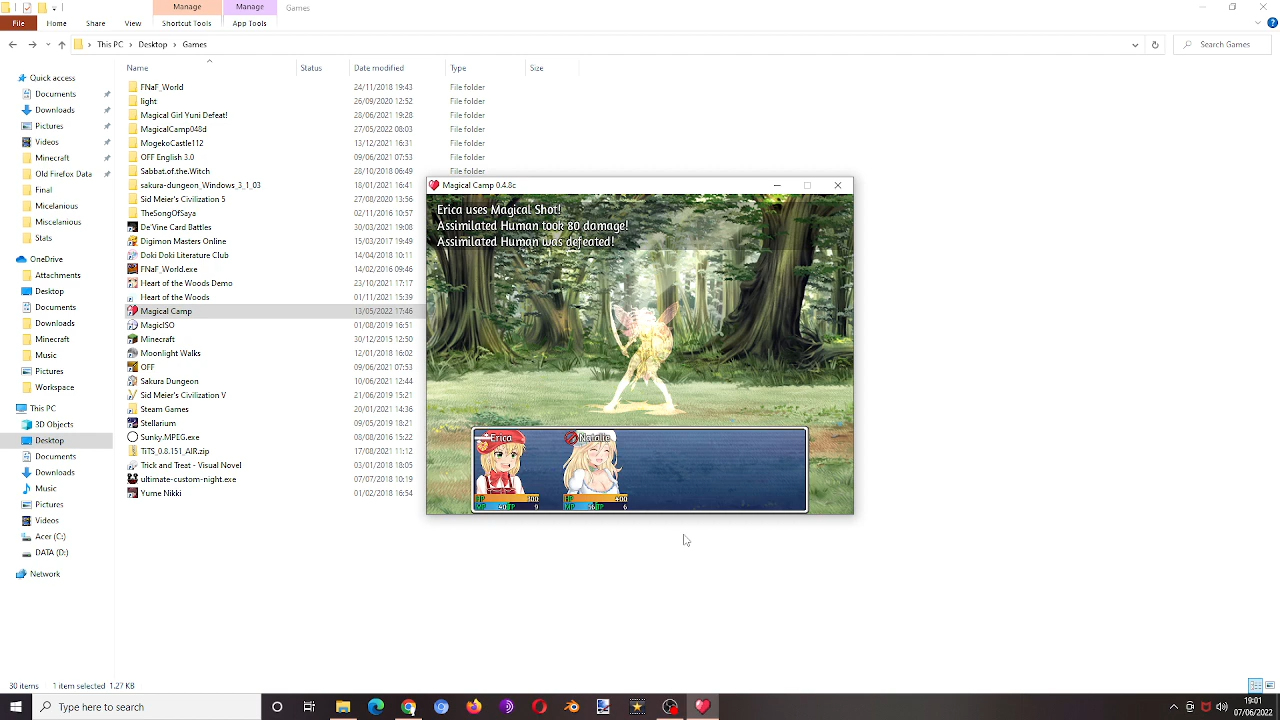 Manage
Manage
Games
File
Home
Share
View
Shortcut Tools
App Tools
This PC
Desktop
Games
Search Games
Name
Status
Date modified
Type
Size
Quick access
Documents
Downloads
Pictures
Videos
Minecraft
Old Firefox Data
Final
Micelanious
Miscelanious
Stats
OneDrive
Attachments
Desktop
Documents
Downloads
Minecraft
Music
Pictures
Workspace
This PC
3D Objects
Desktop
Documents
Downloads
Music
Pictures
Videos
Acer (C:)
DATA (D:)
Network
FNaF_World 24/11/2018 19:43 File folder
light 26/09/2020 12:52 File folder
Magical Girl Yuni Defeat! 28/06/2021 19:28 File folder
MagicalCamp048d 27/05/2022 08:03 File folder
MogekoCastle112 13/12/2021 16:31 File folder
OFF English 3.0 09/06/2021 07:53 File folder
Sabbat.of.the.Witch 28/10/2018 06:49 File folder
sakura-dungeon_Windows_3_1_03 18/01/2021 16:41
Sid Meier's Civilization 5 27/08/2020 13:56
TheSongOfSaya 02/11/2016 10:57
De'Vine Card Battles 30/03/2021 19:08
Digimon Masters Online 15/03/2017 19:49
Doki Doki Literature Club 14/04/2018 10:11
FNaF_World.exe 14/02/2016 09:46
Heart of the Woods Demo 23/10/2021 17:17
Heart of the Woods 01/11/2021 15:39
Magical Camp 13/05/2022 17:46
MagicISO 01/08/2019 16:51
Minecraft 30/12/2015 12:50
Moonlight Walks 12/01/2018 16:02
OFF 09/06/2021 07:53
Sakura Dungeon 10/06/2021 12:44
Sid Meier's Civilization V 21/06/2019 15:21
Steam Games 20/01/2021 14:36
Stellarium 09/05/2019 18:21
Sunky.MPEG.exe 08/08/2016 15:22
TiTS_0.8.151_AIR.zip 17/08/2021 11:12
Trick and Treat - Visual Novel 03/01/2018 18:05
ultimate-custom-night.exe 07/07/2018 10:19
Yume Nikki 01/02/2018 16:54
Magical Camp 0.4.8c
Erica uses Magical Shot!
Assimilated Human took 80 damage!
Assimilated Human was defeated!
Erica
HP 300
MP 40 TP 9
Natalie
HP 400
MP 56 TP 6
30 items 1 item selected 1.27 KB
Type here to search
19:01
07/06/2022